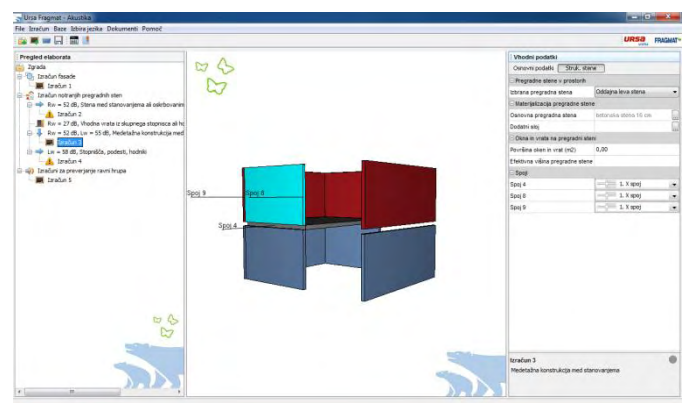 Ursa Fragmat - Akustika
File Izračun Baze Izbira jezika Dokumenti Pomoč
URSA FRAGMAT
Pregled elaborata
Zgrada
Izračun fasade
Izračun 1
Izračun notranjih pregradnih sten
Rw = 52 dB, Stena med stanovanjema ali oskrbovanim
Izračun 2
Rw = 27 dB, Vhodna vrata iz skupnega stopnisca ali ho
Rw = 52 dB, Lw = 55 dB, Medetažna konstrukcija med
Izračun 3
Lw = 58 dB, Stopnišča, podesti, hodniki
Izračun 4
Izračuni za preverjanje ravni hrupa
Izračun 5
Spoj 9
Spoj 8
Spoj 4
Vhodni podatki
Osnovni podatki Struk. stene
Pregradne stene v prostorih
Izbrana pregradna stena Oddajna leva stena
Materijalizacija pregradne stene
Osnovna pregradna stena betonska stena 16 cm
Dodatni sloj
Okna in vrata na pregradni steni
Površina oken in vrat (m2) 0,00
Efektivna višina pregradne stene
Spoji
Spoj 4 1. X spoj
Spoj 8 1. X spoj
Spoj 9 1. X spoj
Izračun 3
Medetažna konstrukcija med stanovanjema